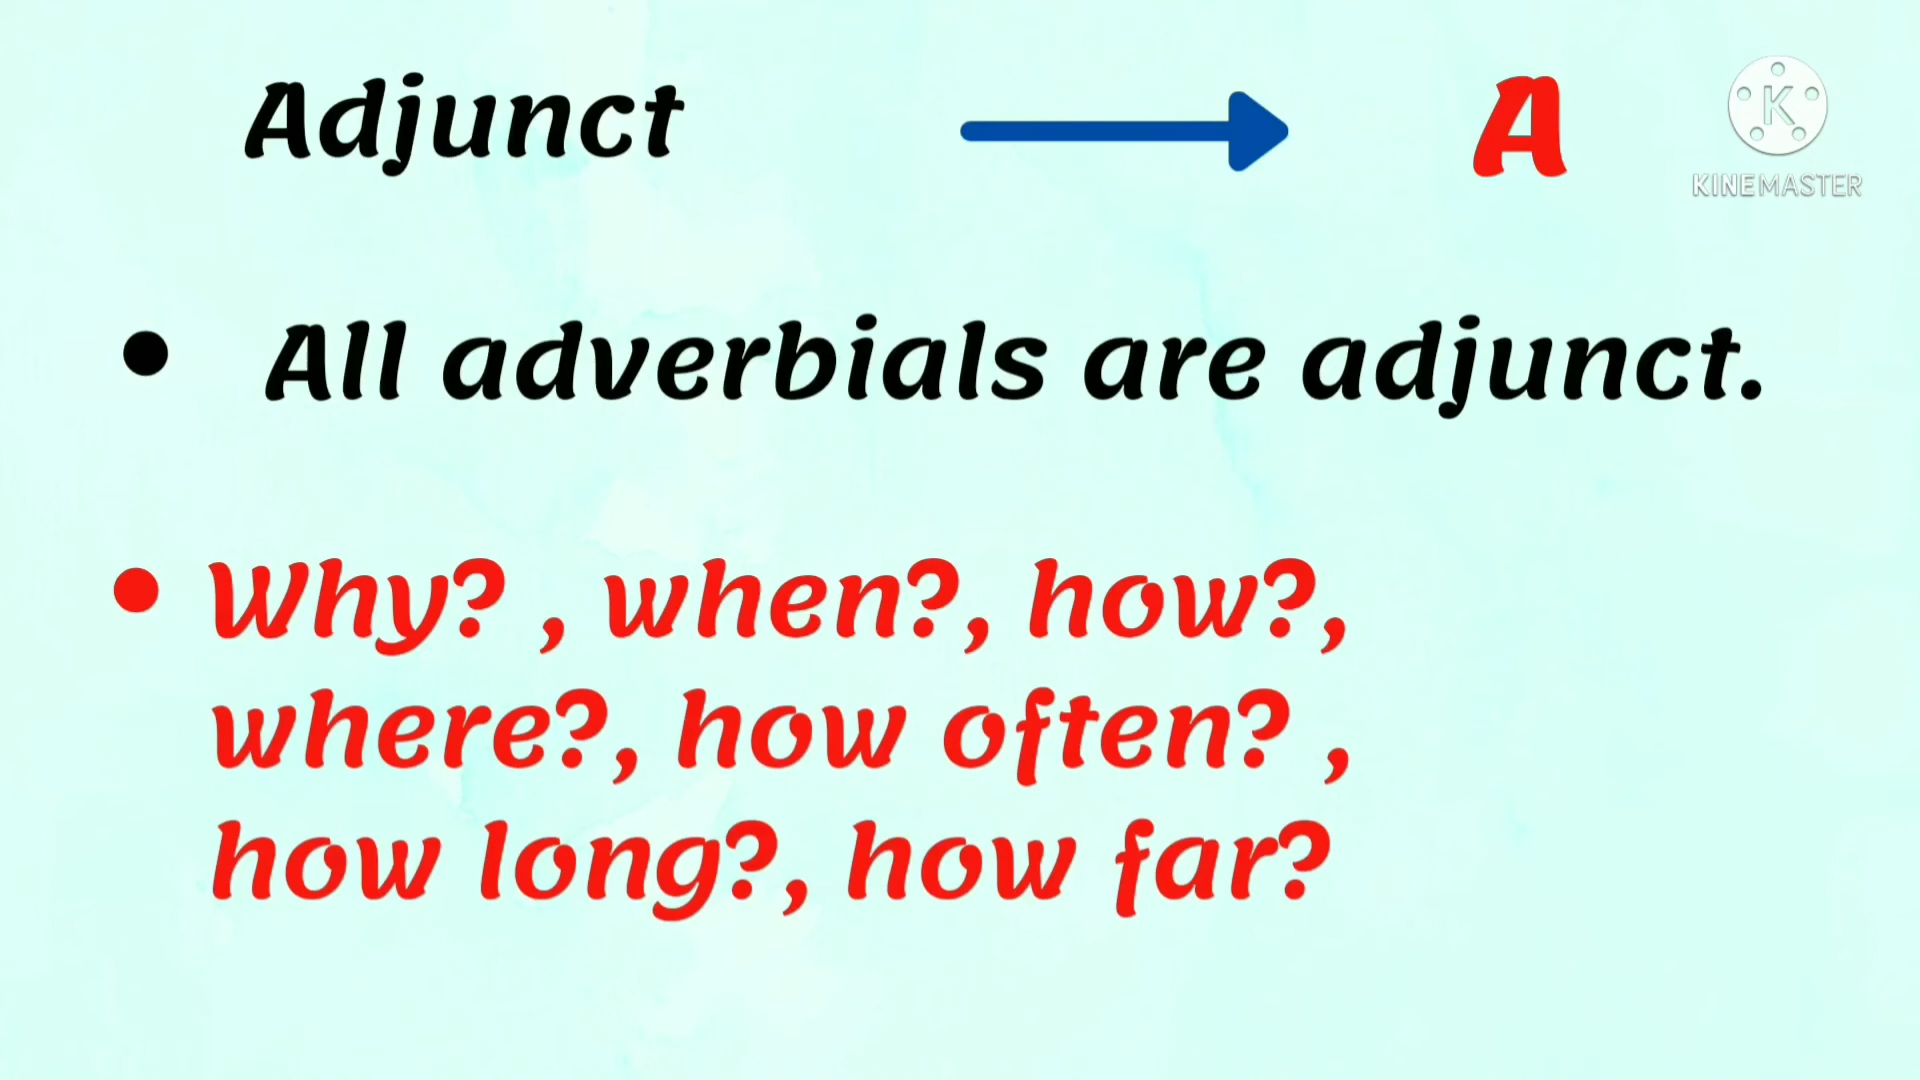 Adjunct A
K
KINEMASTER
• All adverbials are adjunct.
• Why? , when?, how?,
where?, how often? ,
how long?, how far?